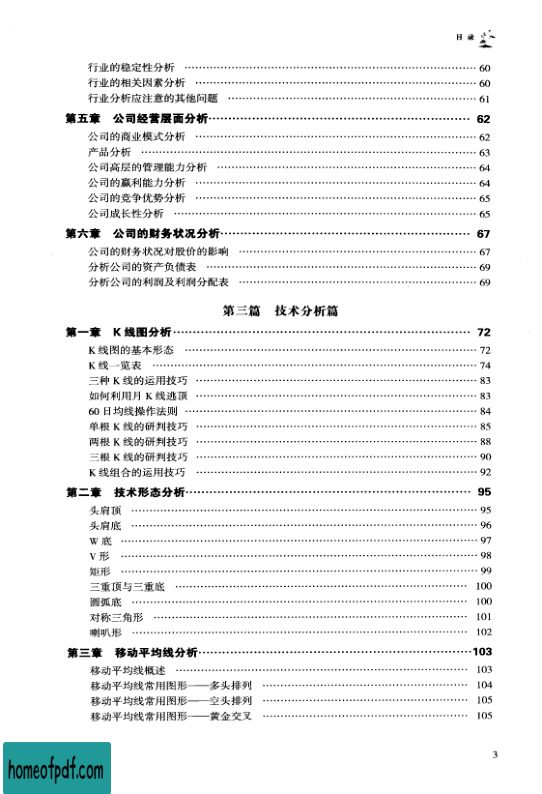 目 录
行业的稳定性分析 …… 60
行业的相关因素分析 …… 60
行业分析应注意的其他问题 …… 61
第五章 公司经营层面分析 …… 62
公司的商业模式分析 …… 62
产品分析 …… 63
公司高层的管理能力分析 …… 64
公司的赢利能力分析 …… 64
公司的竞争优势分析 …… 65
公司成长性分析 …… 65
第六章 公司的财务状况分析 …… 67
公司的财务状况对股价的影响 …… 67
分析公司的资产负债表 …… 69
分析公司的利润及利润分配表 …… 69
第三篇 技术分析篇
第一章 K 线图分析 …… 72
K 线图的基本形态 …… 72
K 线一览表 …… 74
三种 K 线的运用技巧 …… 83
如何利用月 K 线逃顶 …… 83
60 日均线操作法则 …… 84
单根 K 线的研判技巧 …… 85
两根 K 线的研判技巧 …… 88
三根 K 线的研判技巧 …… 90
K 线组合的运用技巧 …… 92
第二章 技术形态分析 …… 95
头肩顶 …… 95
头肩底 …… 96
W 底 …… 97
V 形 …… 98
矩形 …… 99
三重顶与三重底 …… 100
圆弧底 …… 100
对称三角形 …… 101
喇叭形 …… 102
第三章 移动平均线分析 …… 103
移动平均线概述 …… 103
移动平均线常用图形——多头排列 …… 104
移动平均线常用图形——空头排列 …… 105
移动平均线常用图形——黄金交叉 …… 105
3
homeofpdf.com